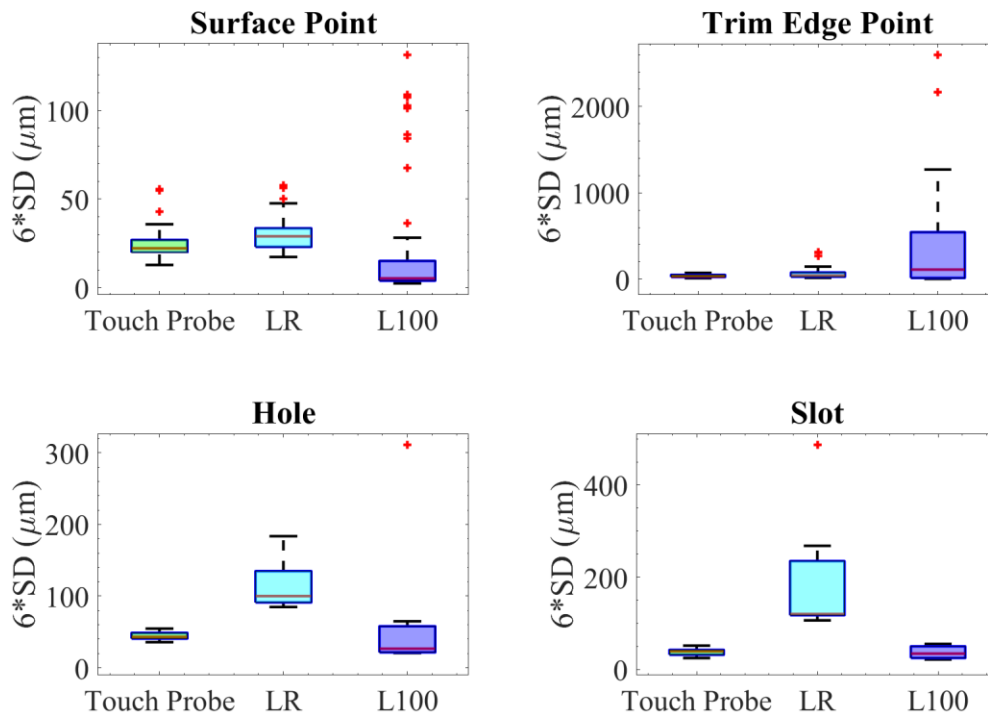 Surface Point
6*SD (μm)
100
50
0
Touch Probe LR L100
Trim Edge Point
6*SD (μm)
2000
1000
0
Touch Probe LR L100
Hole
6*SD (μm)
300
200
100
0
Touch Probe LR L100
Slot
6*SD (μm)
400
200
0
Touch Probe LR L100